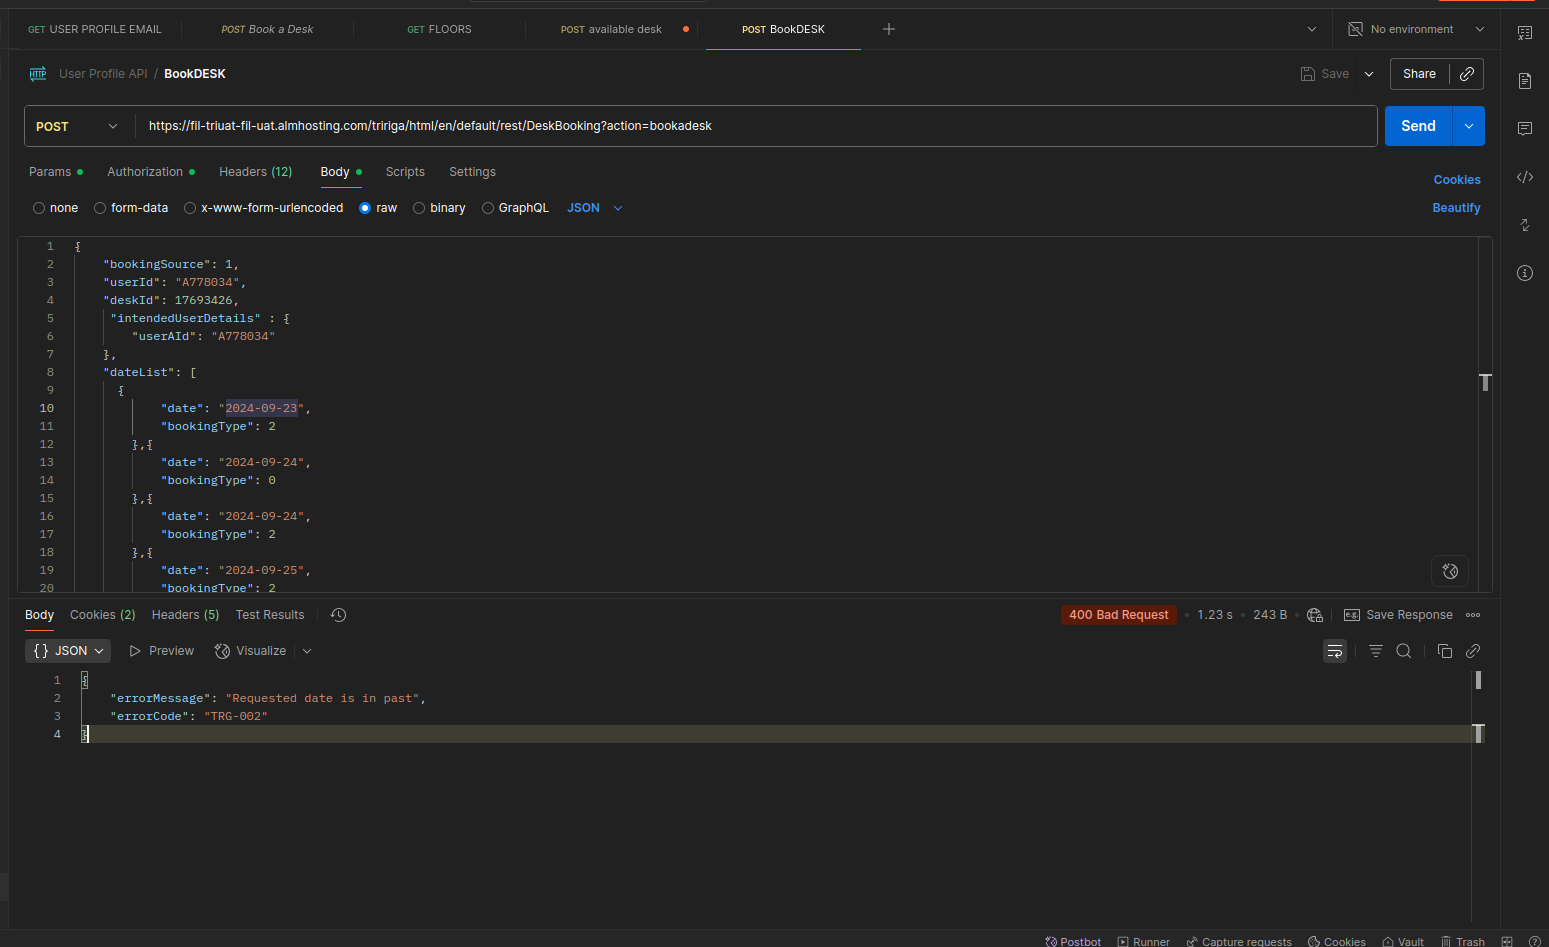 GET USER PROFILE EMAIL POST Book a Desk GET FLOORS POST available desk POST BookDESK No environment
HTTP User Profile API / BookDESK Save Share
POST https://fil-triuat-fil-uat.almhosting.com/tririga/html/en/default/rest/DeskBooking?action=bookadesk Send
Params Authorization Headers (12) Body Scripts Settings Cookies
none form-data x-www-form-urlencoded raw binary GraphQL JSON Beautify
1 {
2 "bookingSource": 1,
3 "userId": "A778034",
4 "deskId": 17693426,
5 "intendedUserDetails" : {
6 "userAId": "A778034"
7 },
8 "dateList": [
9 {
10 "date": "2024-09-23",
11 "bookingType": 2
12 },{
13 "date": "2024-09-24",
14 "bookingType": 0
15 },{
16 "date": "2024-09-24",
17 "bookingType": 2
18 },{
19 "date": "2024-09-25",
20 "bookingType": 2
Body Cookies (2) Headers (5) Test Results 400 Bad Request • 1.23 s • 243 B • e.g. Save Response
{} JSON Preview Visualize
1 {
2 "errorMessage": "Requested date is in past",
3 "errorCode": "TRG-002"
4 }
Postbot Runner Capture requests Cookies Vault Trash